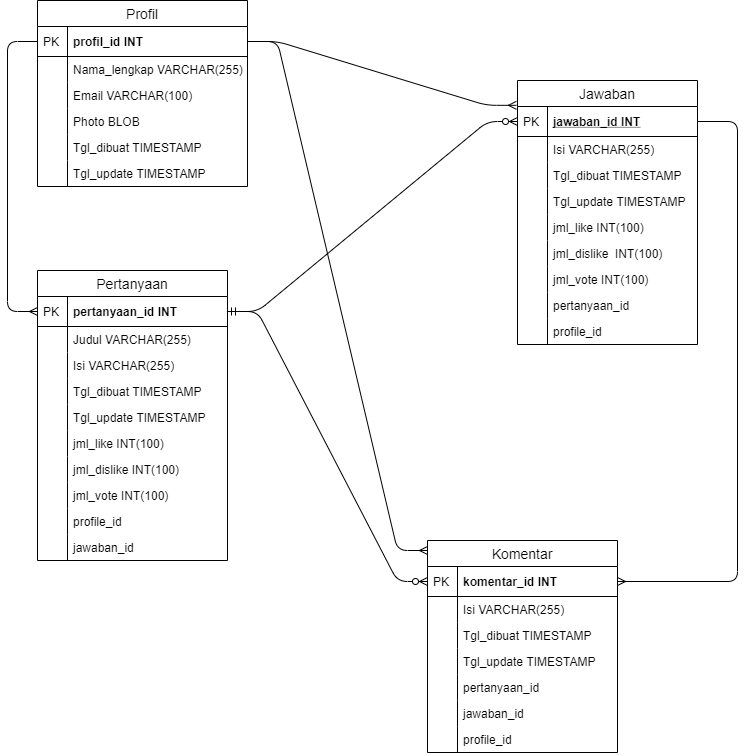 Profil
PK profil_id INT
Nama_lengkap VARCHAR(255)
Email VARCHAR(100)
Photo BLOB
Tgl_dibuat TIMESTAMP
Tgl_update TIMESTAMP
Jawaban
PK jawaban_id INT
Isi VARCHAR(255)
Tgl_dibuat TIMESTAMP
Tgl_update TIMESTAMP
jml_like INT(100)
jml_dislike INT(100)
jml_vote INT(100)
pertanyaan_id
profile_id
Pertanyaan
PK pertanyaan_id INT
Judul VARCHAR(255)
Isi VARCHAR(255)
Tgl_dibuat TIMESTAMP
Tgl_update TIMESTAMP
jml_like INT(100)
jml_dislike INT(100)
jml_vote INT(100)
profile_id
jawaban_id
Komentar
PK komentar_id INT
Isi VARCHAR(255)
Tgl_dibuat TIMESTAMP
Tgl_update TIMESTAMP
pertanyaan_id
jawaban_id
profile_id